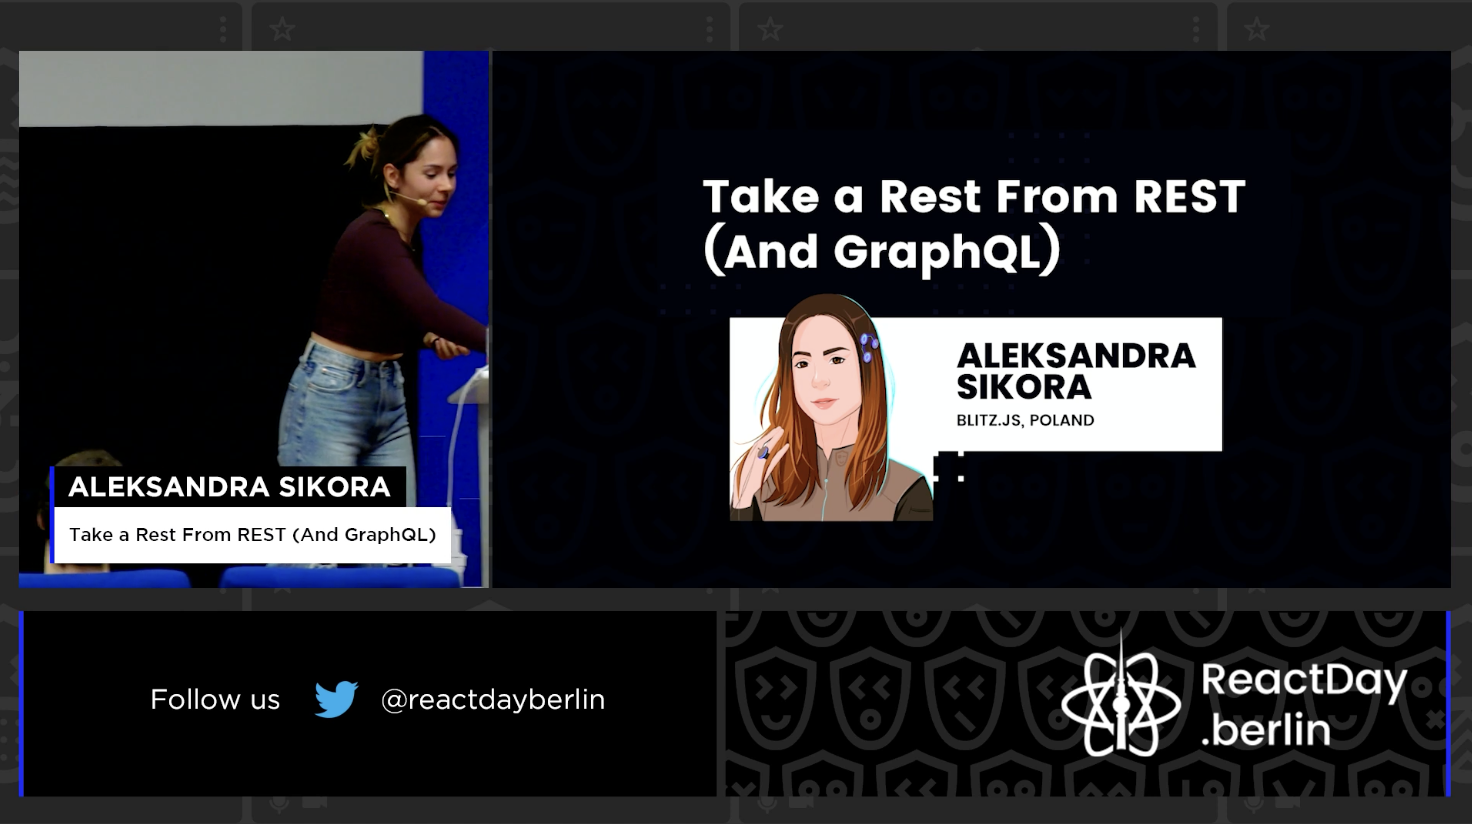 Take a Rest From REST
(And GraphQL)
ALEKSANDRA
SIKORA
BLITZ.JS, POLAND
ALEKSANDRA SIKORA
Take a Rest From REST (And GraphQL)
Follow us @reactdayberlin
ReactDay
.berlin